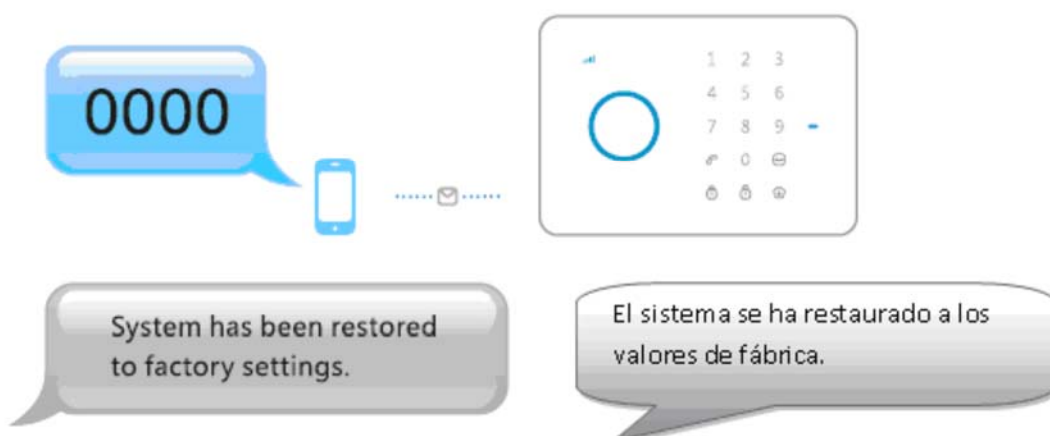 0000
1 2 3
4 5 6
7 8 9
0
System has been restored
to factory settings.
El sistema se ha restaurado a los
valores de fábrica.